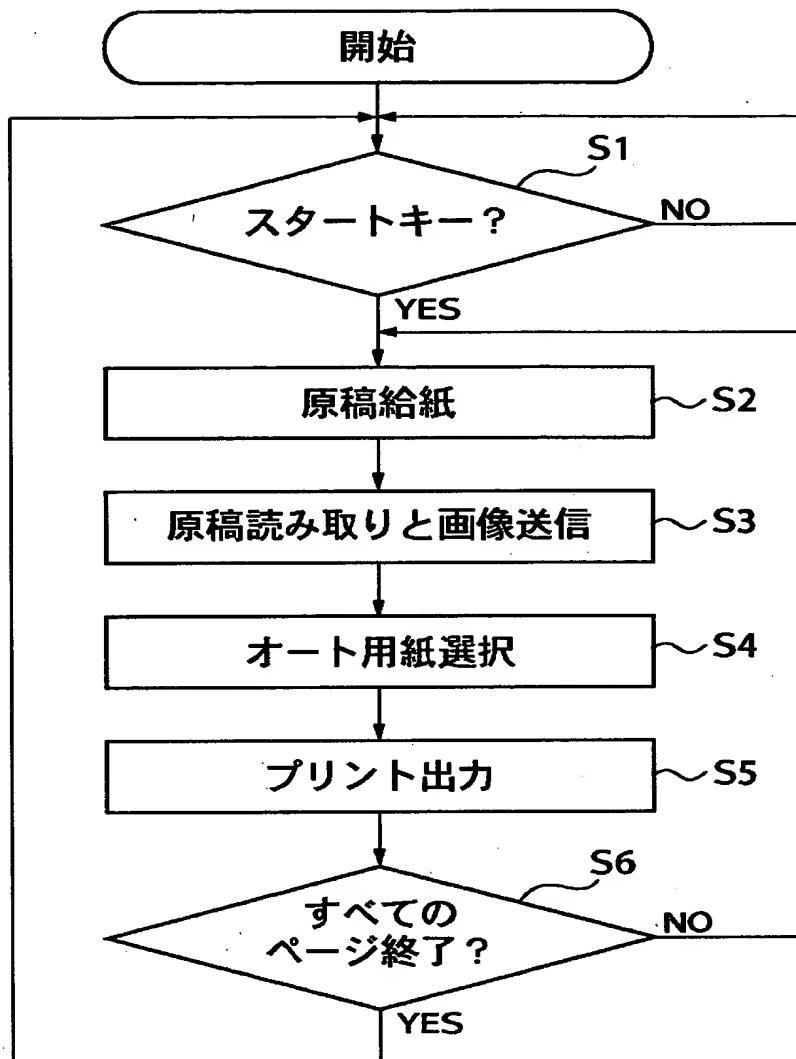 開始
S1
スタートキー？
NO
YES
原稿給紙
S2
原稿読み取りと画像送信
S3
オート用紙選択
S4
プリント出力
S5
S6
すべての
ページ終了？
NO
YES